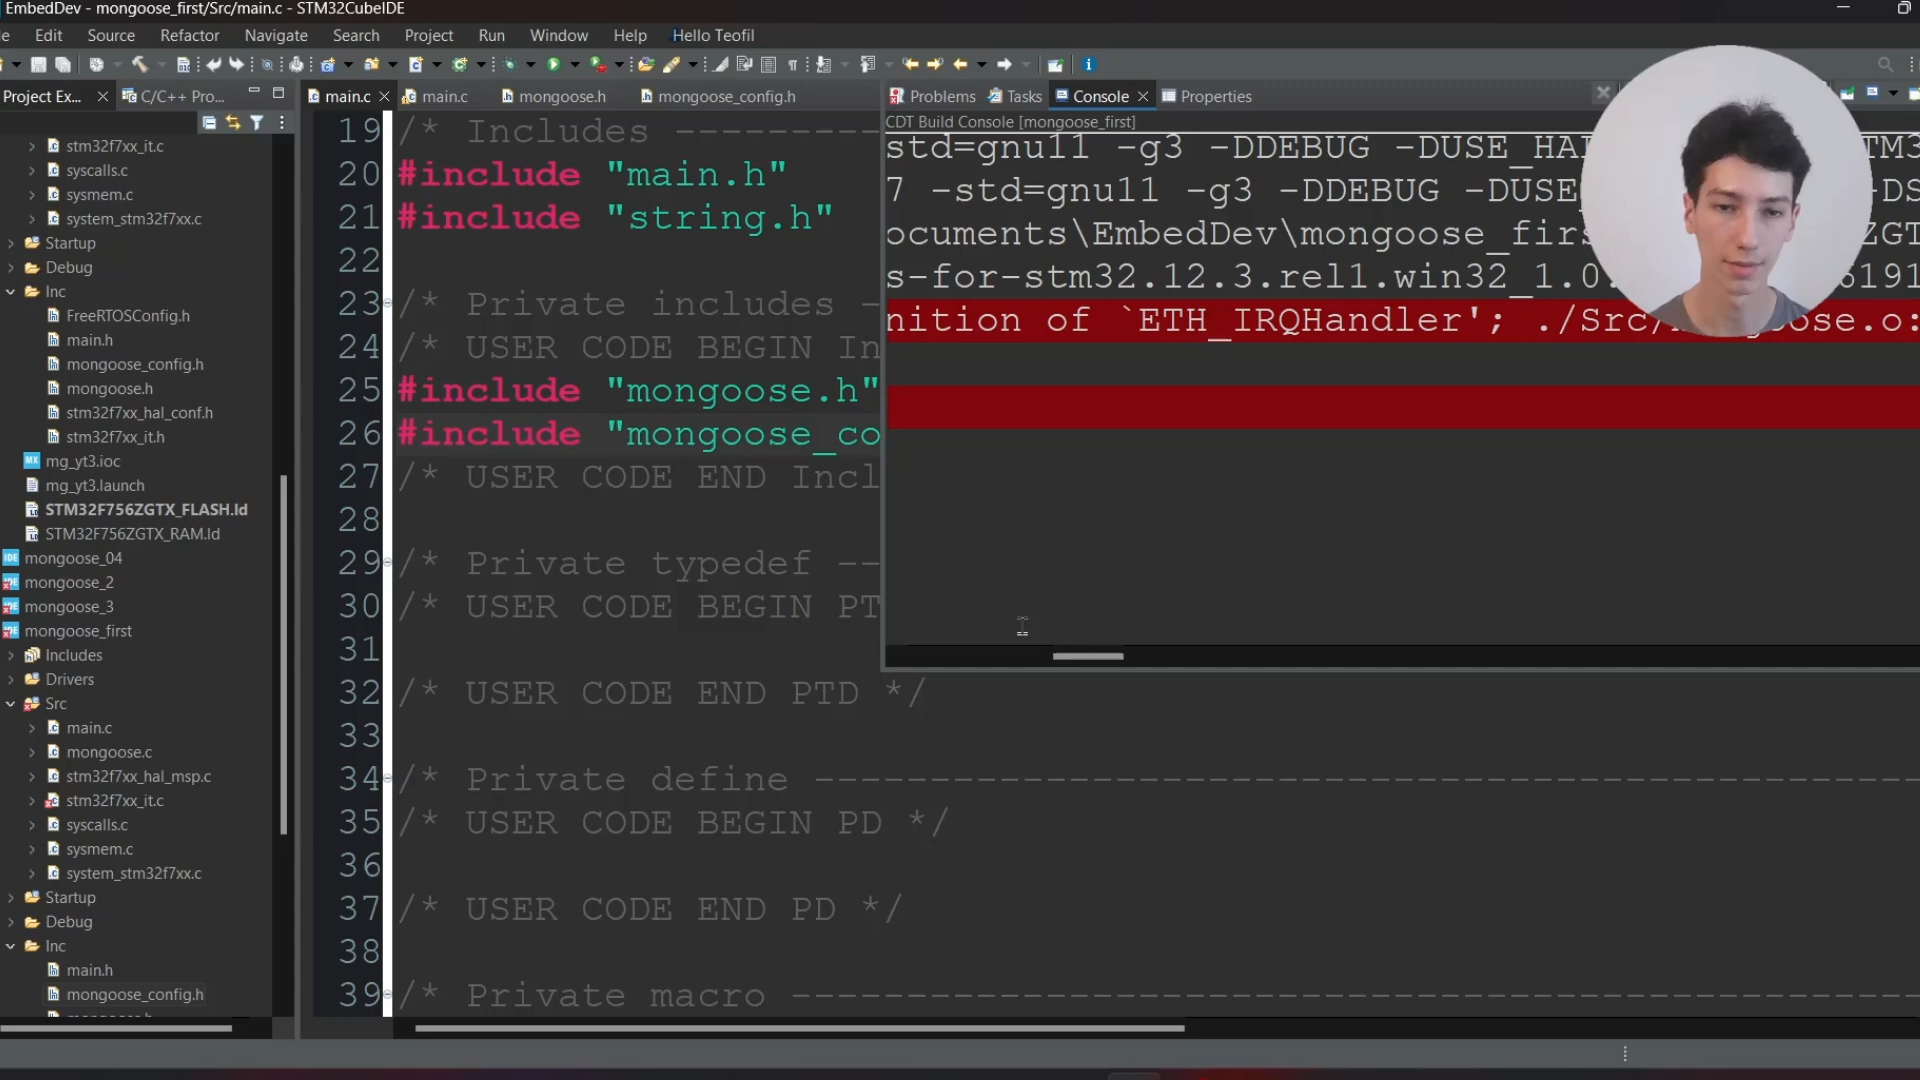 EmbedDev - mongoose_first/Src/main.c - STM32CubeIDE
Edit Source Refactor Navigate Search Project Run Window Help Hello Teofil
Project Ex... C/C++ Pro...
main.c main.c mongoose.h mongoose_config.h
Problems Tasks Console Properties
CDT Build Console [mongoose_first]
stm32f7xx_it.c
syscalls.c
sysmem.c
system_stm32f7xx.c
Startup
Debug
Inc
FreeRTOSConfig.h
main.h
mongoose_config.h
mongoose.h
stm32f7xx_hal_conf.h
stm32f7xx_it.h
mg_yt3.ioc
mg_yt3.launch
STM32F756ZGTX_FLASH.ld
STM32F756ZGTX_RAM.ld
mongoose_04
mongoose_2
mongoose_3
mongoose_first
Includes
Drivers
Src
main.c
mongoose.c
stm32f7xx_hal_msp.c
stm32f7xx_it.c
syscalls.c
sysmem.c
system_stm32f7xx.c
Startup
Debug
Inc
main.h
mongoose_config.h
19 /* Includes ---------
20 #include "main.h"
21 #include "string.h"
22
23 /* Private includes -
24 /* USER CODE BEGIN In
25 #include "mongoose.h"
26 #include "mongoose_co
27 /* USER CODE END Incl
28
29 /* Private typedef --
30 /* USER CODE BEGIN PT
31
32 /* USER CODE END PTD */
33
34 /* Private define ------------------------------------------------
35 /* USER CODE BEGIN PD */
36
37 /* USER CODE END PD */
38
39 /* Private macro -------------------------------------------------
std=gnu11 -g3 -DDEBUG -DUSE_HAL
7 -std=gnu11 -g3 -DDEBUG -DUSE_ -DS
ocuments\EmbedDev\mongoose_firs ZGT
s-for-stm32.12.3.rel1.win32_1.0. 6191
nition of `ETH_IRQHandler'; ./Src/mongoose.o: